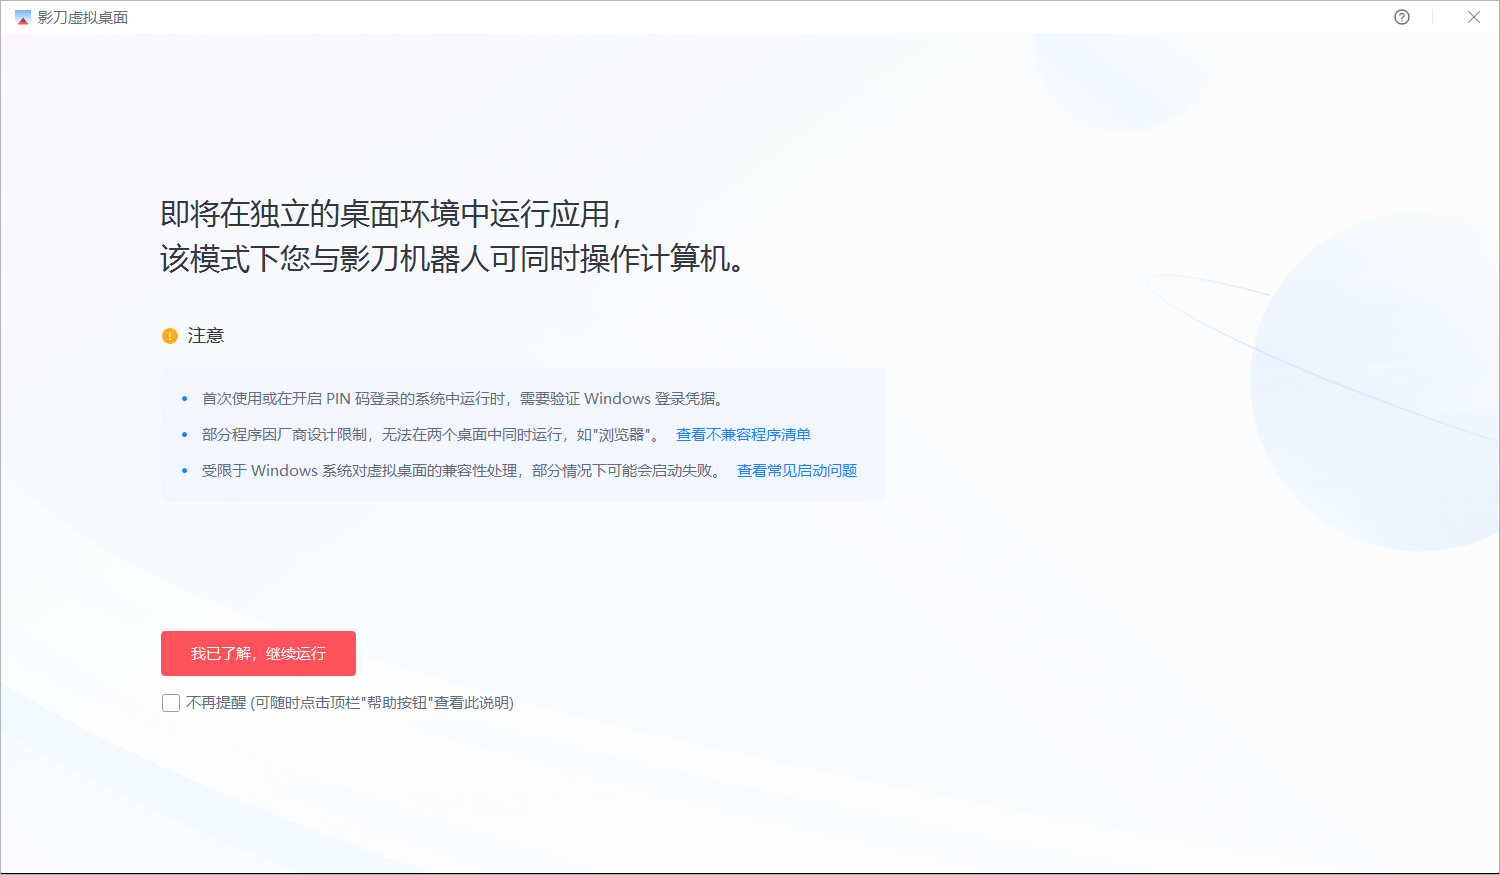 影刀虚拟桌面
即将在独立的桌面环境中运行应用，
该模式下您与影刀机器人可同时操作计算机。
注意
首次使用或在开启 PIN 码登录的系统中运行时，需要验证 Windows 登录凭据。
部分程序因厂商设计限制，无法在两个桌面中同时运行，如"浏览器"。 查看不兼容程序清单
受限于 Windows 系统对虚拟桌面的兼容性处理，部分情况下可能会启动失败。 查看常见启动问题
我已了解，继续运行
不再提醒 (可随时点击顶栏"帮助按钮"查看此说明)